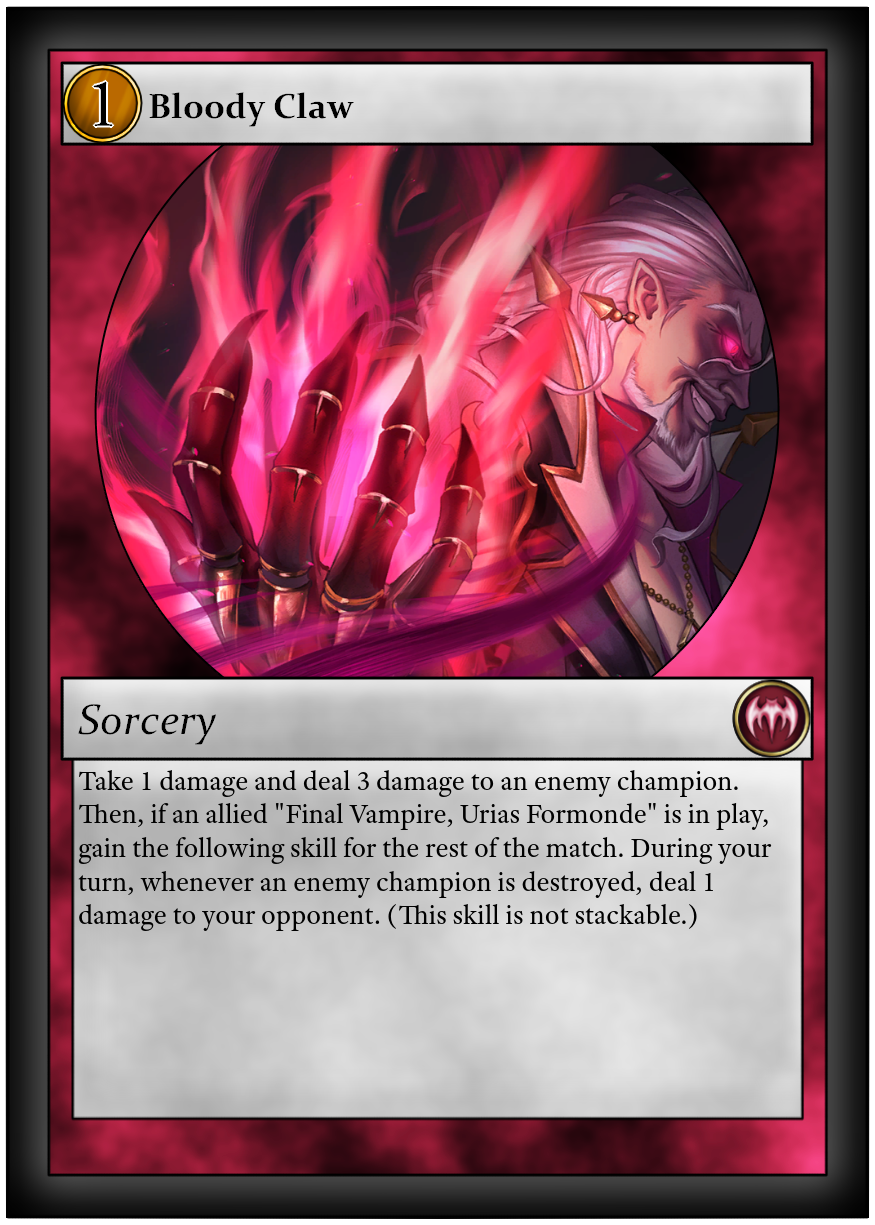 1 Bloody Claw
Sorcery
Take 1 damage and deal 3 damage to an enemy champion.
Then, if an allied "Final Vampire, Urias Formonde" is in play,
gain the following skill for the rest of the match. During your
turn, whenever an enemy champion is destroyed, deal 1
damage to your opponent. (This skill is not stackable.)